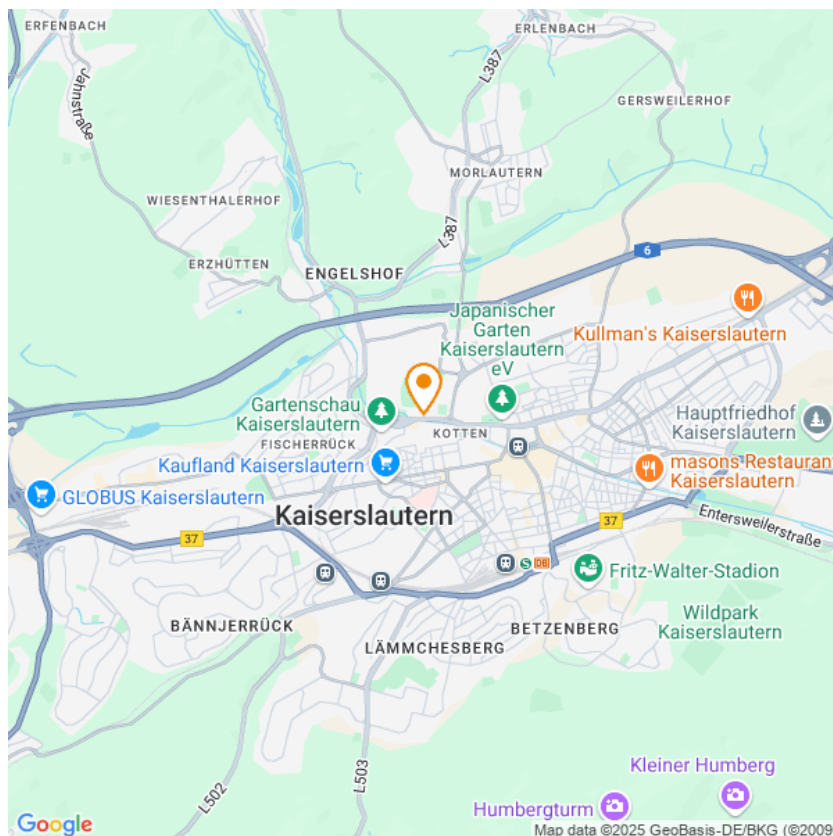 ERFENBACH
ERLENBACH
L387
Jahnstraße
GERSWEILERHOF
MORLAUTERN
WIESENTHALERHOF
L387
ERZHÜTTEN
6
ENGELSHOF
Japanischer
Garten
Kaiserslautern
eV
Kullman's Kaiserslautern
Gartenschau
Kaiserslautern
Hauptfriedhof
Kaiserslautern
KOTTEN
FISCHERRÜCK
Kaufland Kaiserslautern
masons Restaurant
Kaiserslautern
GLOBUS Kaiserslautern
Kaiserslautern
37
37
Entersweilerstraße
S
DB
Fritz-Walter-Stadion
Wildpark
Kaiserslautern
BÄNNJERRÜCK
BETZENBERG
LÄMMCHESBERG
L502
L503
Kleiner Humberg
Humbergturm
Google
Map data ©2025 GeoBasis-DE/BKG (©2009